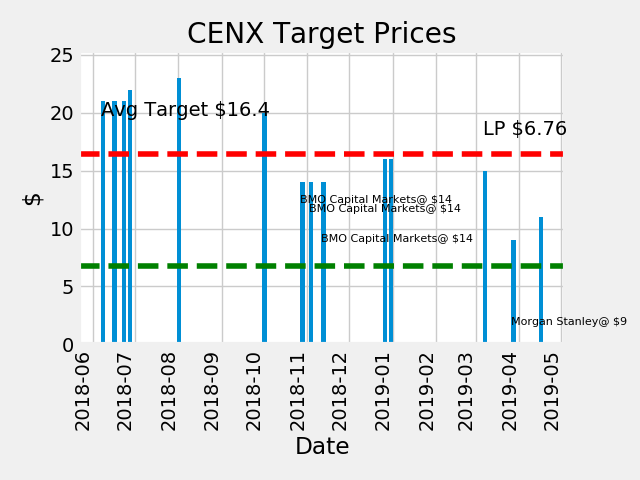 CENX Target Prices
25
20
15
10
5
0
$
Avg Target $16.4
LP $6.76
BMO Capital Markets@ $14
BMO Capital Markets@ $14
BMO Capital Markets@ $14
Morgan Stanley@ $9
2018-06
2018-07
2018-08
2018-09
2018-10
2018-11
2018-12
2019-01
2019-02
2019-03
2019-04
2019-05
Date